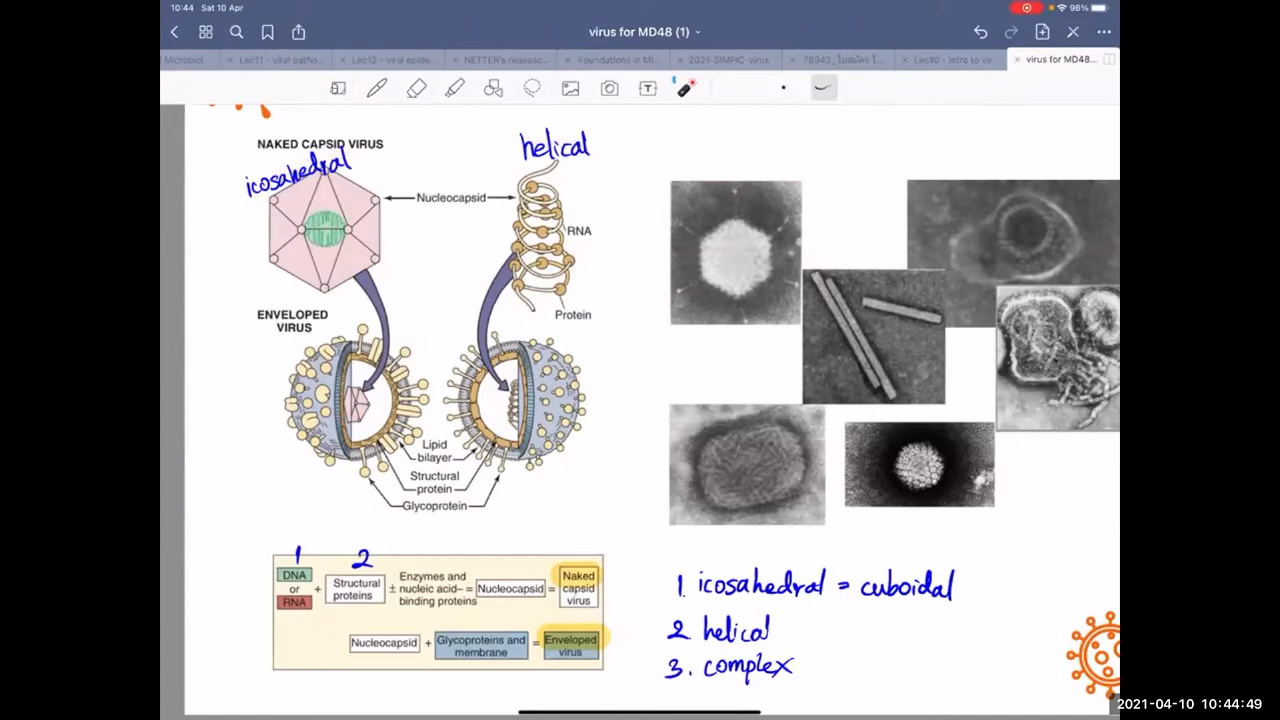 10:44 Sat 10 Apr
98%
virus for MD48 (1)
Microbiol
Lec11 - viral patho...
Lec12 - viral epide...
NETTER's neurosc...
Foundations in Mi...
2021-SIMPIC-virus
Lec10 - Intro to vir...
virus for MD48...
NAKED CAPSID VIRUS
icosahedral
helical
Nucleocapsid
RNA
Protein
ENVELOPED
VIRUS
Lipid
bilayer
Structural
protein
Glycoprotein
1
2
DNA
or
RNA
+
Structural
proteins
±
Enzymes and
nucleic acid–
binding proteins
=
Nucleocapsid
=
Naked
capsid
virus
Nucleocapsid
+
Glycoproteins and
membrane
=
Enveloped
virus
1. icosahedral = cuboidal
2 helical
3. complex
2021-04-10 10:44:49